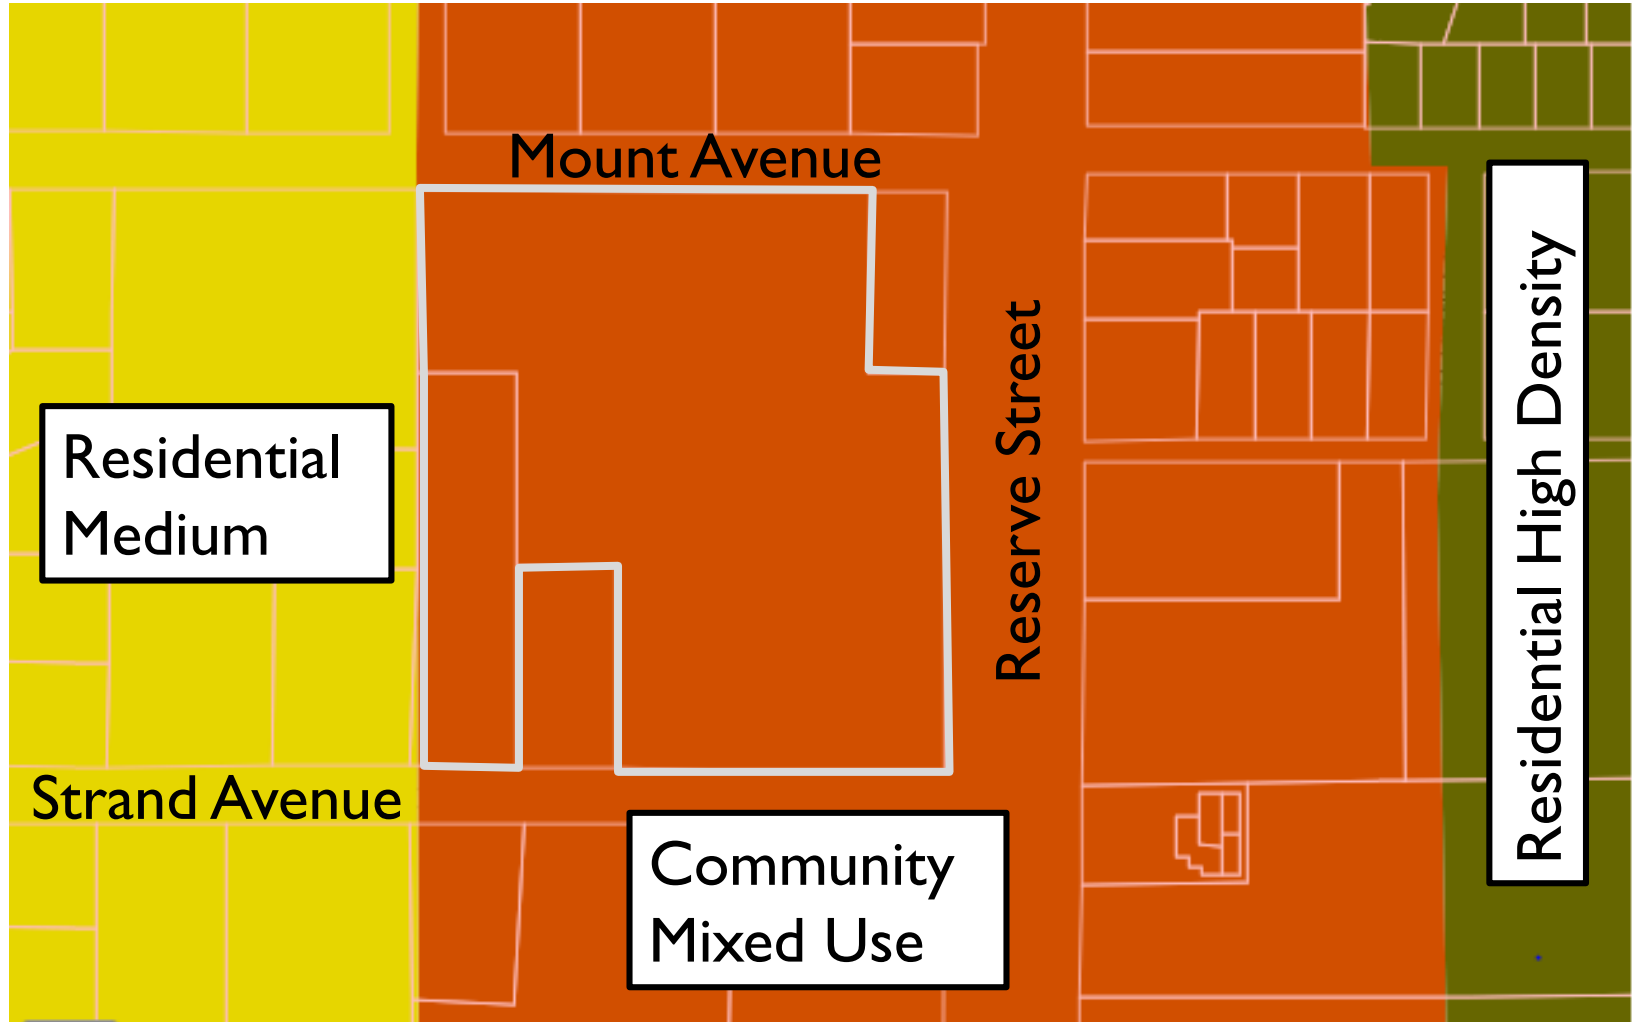 Mount Avenue
Reserve Street
Residential High Density
Residential
Medium
Strand Avenue
Community
Mixed Use